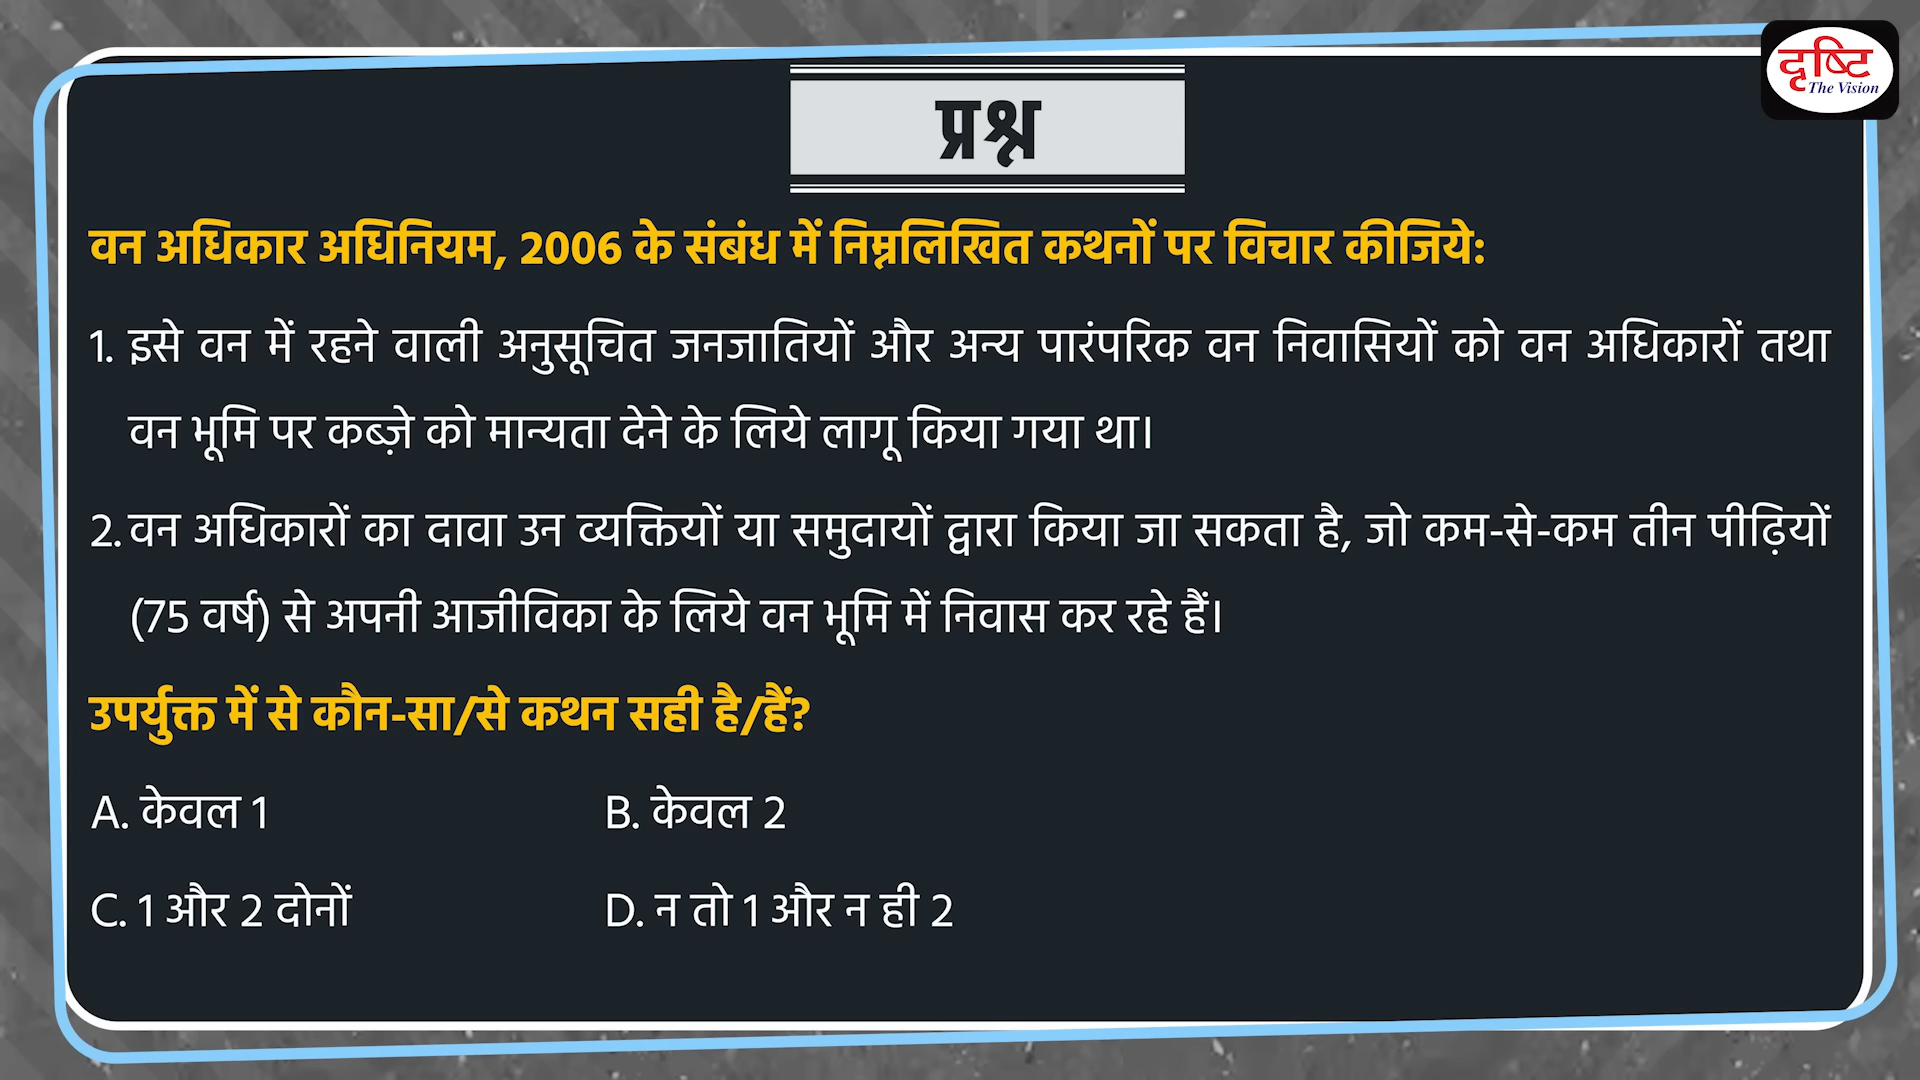 दृष्टि
The Vision
प्रश्न
वन अधिकार अधिनियम, 2006 के संबंध में निम्नलिखित कथनों पर विचार कीजिये:
1. इसे वन में रहने वाली अनुसूचित जनजातियों और अन्य पारंपरिक वन निवासियों को वन अधिकारों तथा
वन भूमि पर कब्ज़े को मान्यता देने के लिये लागू किया गया था।
2. वन अधिकारों का दावा उन व्यक्तियों या समुदायों द्वारा किया जा सकता है, जो कम-से-कम तीन पीढ़ियों
(75 वर्ष) से अपनी आजीविका के लिये वन भूमि में निवास कर रहे हैं।
उपर्युक्त में से कौन-सा/से कथन सही है/हैं?
A. केवल 1 B. केवल 2
C. 1 और 2 दोनों D. न तो 1 और न ही 2